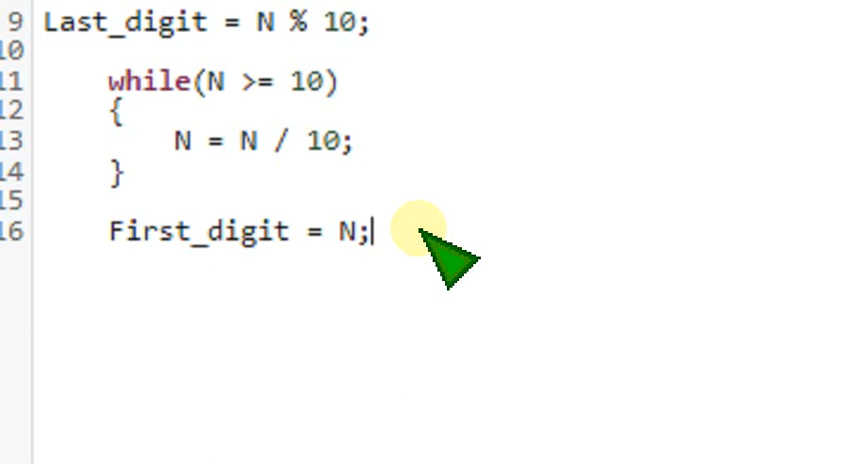 9 Last_digit = N % 10;
10
11 while(N >= 10)
12 {
13 N = N / 10;
14 }
15
16 First_digit = N;